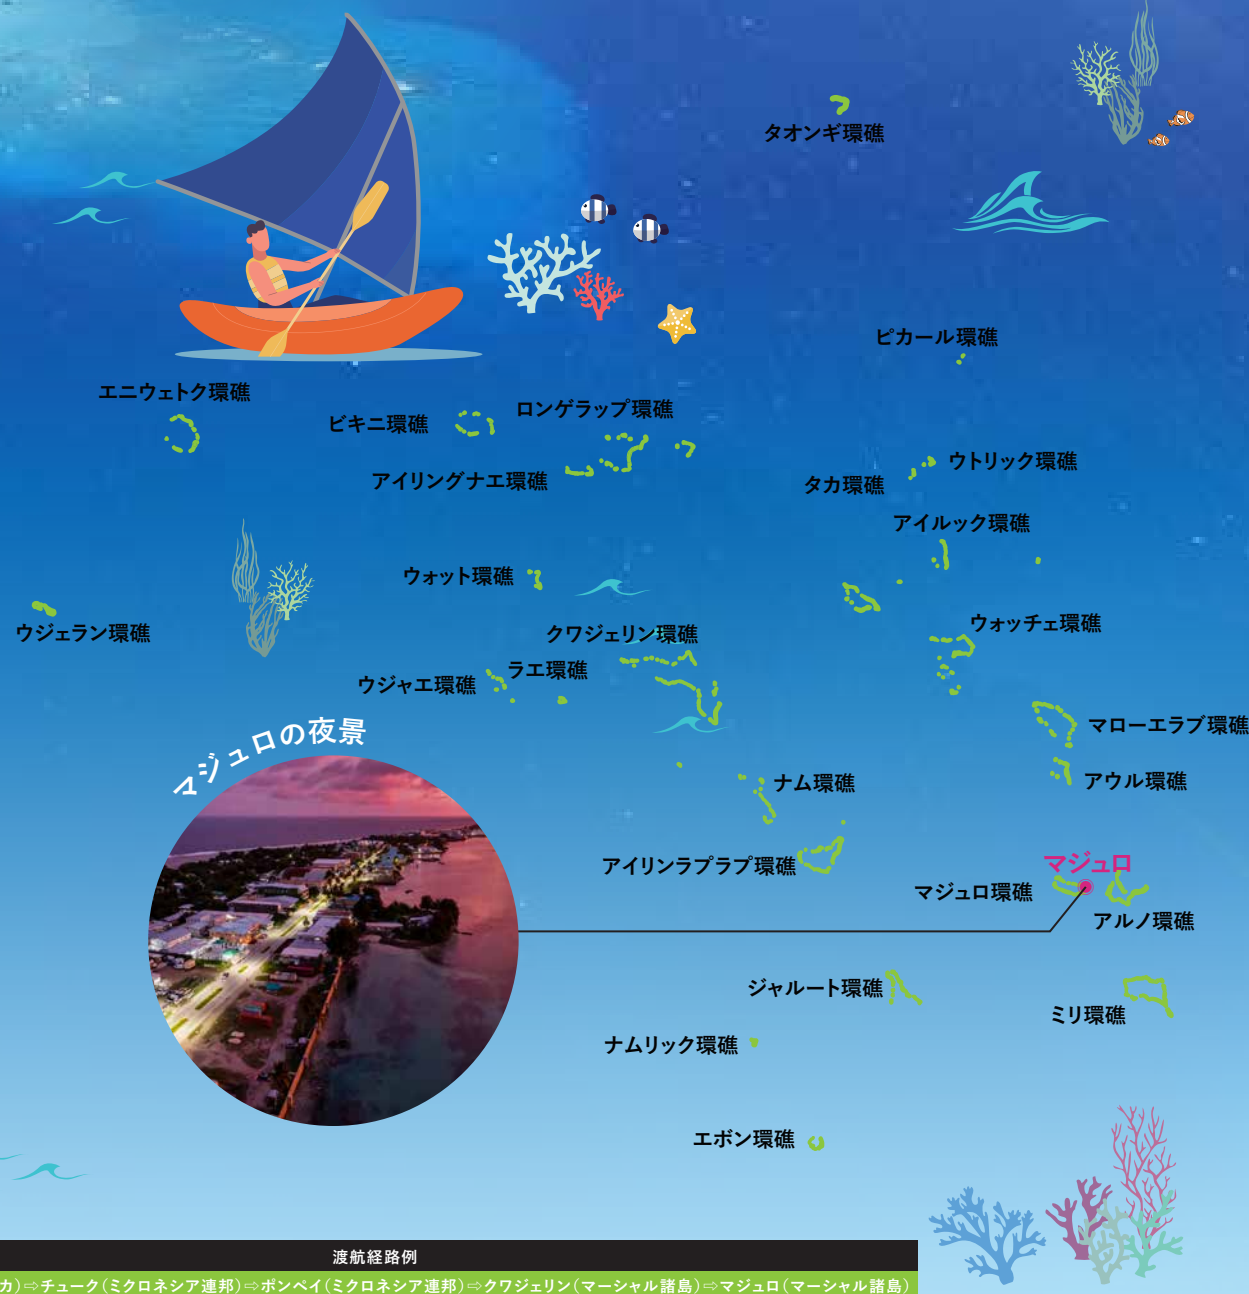 タオンギ環礁
ピカール環礁
エニウェトク環礁
ビキニ環礁
ロンゲラップ環礁
アイリングナエ環礁
ウトリック環礁
タカ環礁
アイルック環礁
ウォット環礁
ウジェラン環礁
クワジェリン環礁
ウォッチェ環礁
ラエ環礁
ウジャエ環礁
マローエラブ環礁
マジュロの夜景
ナム環礁
アウル環礁
アイリンラプラプ環礁
マジュロ
マジュロ環礁
アルノ環礁
ジャルート環礁
ミリ環礁
ナムリック環礁
エボン環礁
渡航経路例
カ)⇨チューク(ミクロネシア連邦)⇨ポンペイ(ミクロネシア連邦)⇨クワジェリン(マーシャル諸島)⇨マジュロ(マーシャル諸島)